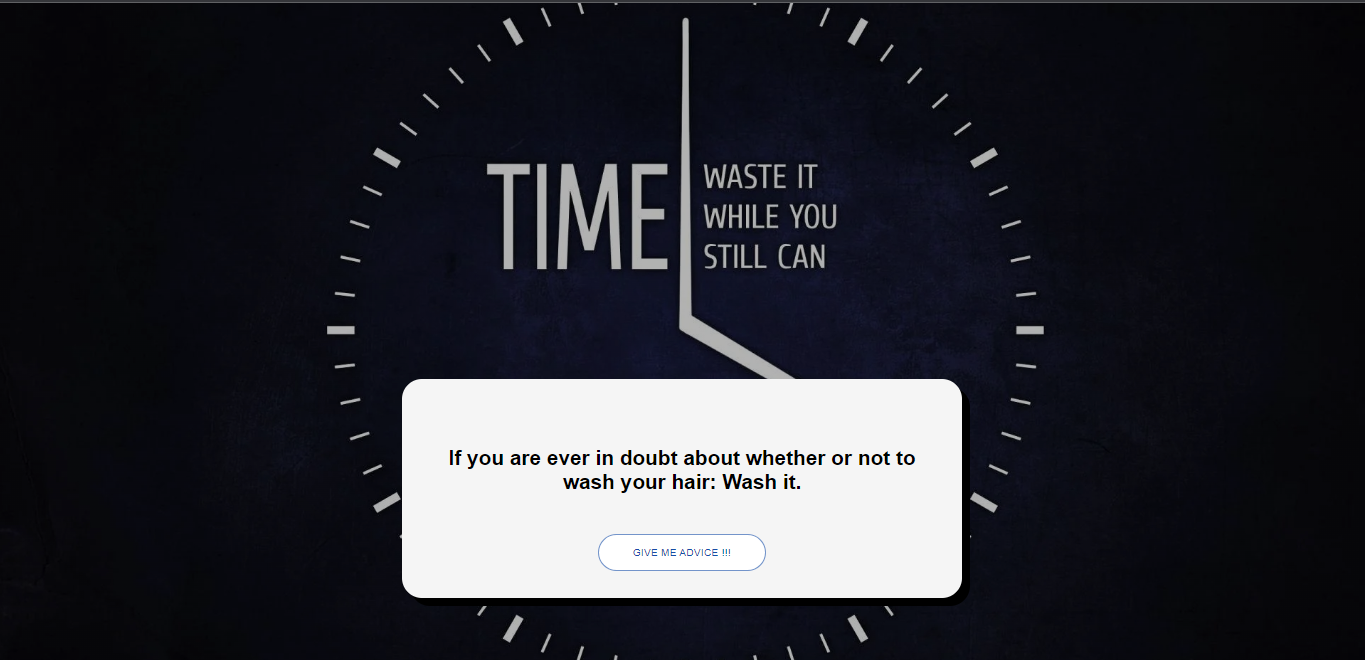 TIME
WASTE IT
WHILE YOU
STILL CAN
If you are ever in doubt about whether or not to
wash your hair: Wash it.
GIVE ME ADVICE !!!